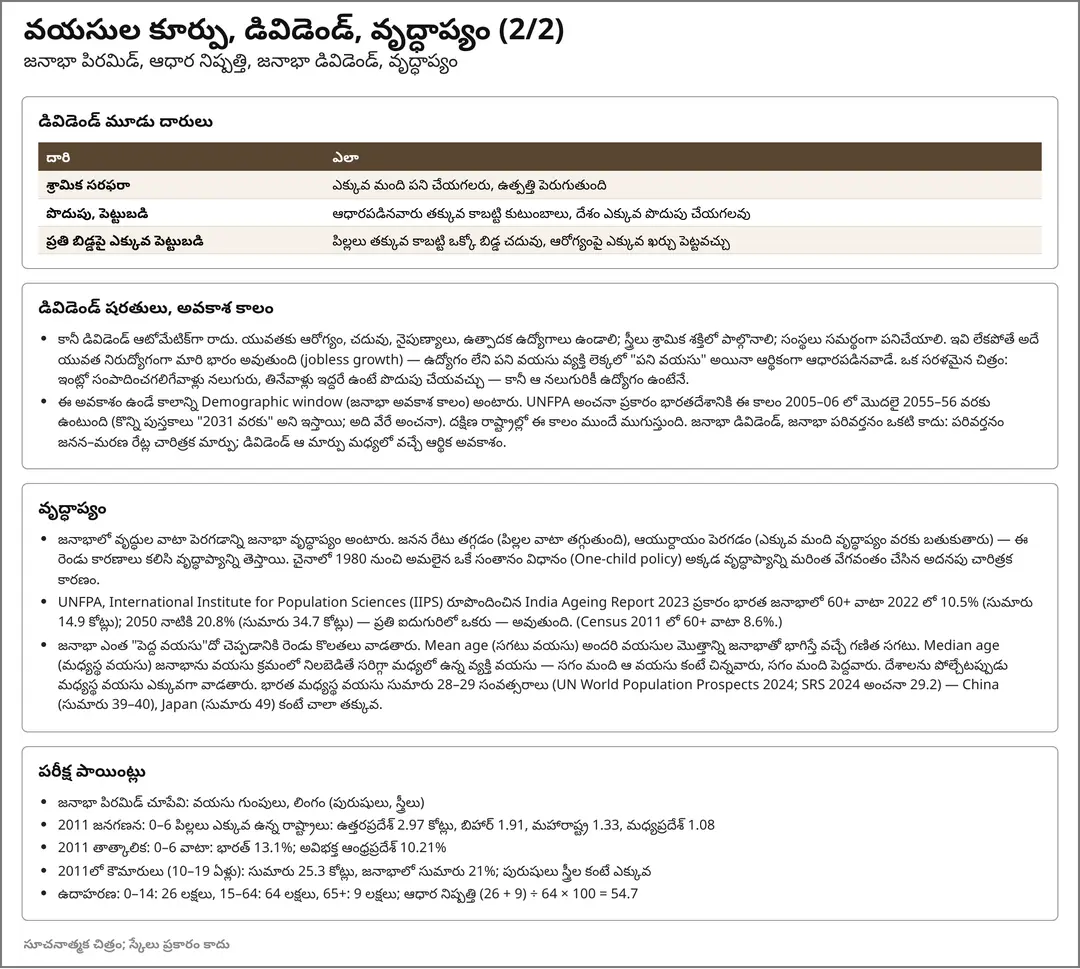 వయసుల కూర్పు, డివిడెండ్, వృద్ధాప్యం (2/2)
జనాభా పిరమిడ్, ఆధార నిష్పత్తి, జనాభా డివిడెండ్, వృద్ధాప్యం
డివిడెండ్ మూడు దారులు
దారి ఎలా
శ్రామిక సరఫరా ఎక్కువ మంది పని చేయగలరు, ఉత్పత్తి పెరుగుతుంది
పొదుపు, పెట్టుబడి ఆధారపడినవారు తక్కువ కాబట్టి కుటుంబాలు, దేశం ఎక్కువ పొదుపు చేయగలవు
ప్రతి బిడ్డపై ఎక్కువ పెట్టుబడి పిల్లలు తక్కువ కాబట్టి ఒక్కో బిడ్డ చదువు, ఆరోగ్యంపై ఎక్కువ ఖర్చు పెట్టవచ్చు
డివిడెండ్ షరతులు, అవకాశ కాలం
• కానీ డివిడెండ్ ఆటోమేటిక్‌గా రాదు. యువతకు ఆరోగ్యం, చదువు, నైపుణ్యాలు, ఉత్పాదక ఉద్యోగాలు ఉండాలి; స్త్రీలు శ్రామిక శక్తిలో పాల్గొనాలి; సంస్థలు సమర్థంగా పనిచేయాలి. ఇవి లేకపోతే అదే
యువత నిరుద్యోగంగా మారి భారం అవుతుంది (jobless growth) — ఉద్యోగం లేని పని వయసు వ్యక్తి లెక్కలో "పని వయసు" అయినా ఆర్థికంగా ఆధారపడినవాడే. ఒక సరళమైన చిత్రం:
ఇంట్లో సంపాదించగలిగేవాళ్లు నలుగురు, తినేవాళ్లు ఇద్దరే ఉంటే పొదుపు చేయవచ్చు — కానీ ఆ నలుగురికీ ఉద్యోగం ఉంటేనే.
• ఈ అవకాశం ఉండే కాలాన్ని Demographic window (జనాభా అవకాశ కాలం) అంటారు. UNFPA అంచనా ప్రకారం భారతదేశానికి ఈ కాలం 2005–06 లో మొదలై 2055–56 వరకు
ఉంటుంది (కొన్ని పుస్తకాలు "2031 వరకు" అని ఇస్తాయి; అది వేరే అంచనా). దక్షిణ రాష్ట్రాల్లో ఈ కాలం ముందే ముగుస్తుంది. జనాభా డివిడెండ్, జనాభా పరివర్తనం ఒకటి కాదు: పరివర్తనం
జనన–మరణ రేట్ల చారిత్రక మార్పు; డివిడెండ్ ఆ మార్పు మధ్యలో వచ్చే ఆర్థిక అవకాశం.
వృద్ధాప్యం
• జనాభాలో వృద్ధుల వాటా పెరగడాన్ని జనాభా వృద్ధాప్యం అంటారు. జనన రేటు తగ్గడం (పిల్లల వాటా తగ్గుతుంది), ఆయుర్దాయం పెరగడం (ఎక్కువ మంది వృద్ధాప్యం వరకు బతుకుతారు) — ఈ
రెండు కారణాలు కలిసి వృద్ధాప్యాన్ని తెస్తాయి. చైనాలో 1980 నుంచి అమలైన ఒకే సంతానం విధానం (One-child policy) అక్కడ వృద్ధాప్యాన్ని మరింత వేగవంతం చేసిన అదనపు చారిత్రక
కారణం.
• UNFPA, International Institute for Population Sciences (IIPS) రూపొందించిన India Ageing Report 2023 ప్రకారం భారత జనాభాలో 60+ వాటా 2022 లో 10.5% (సుమారు
14.9 కోట్లు); 2050 నాటికి 20.8% (సుమారు 34.7 కోట్లు) — ప్రతి ఐదుగురిలో ఒకరు — అవుతుంది. (Census 2011 లో 60+ వాటా 8.6%.)
• జనాభా ఎంత "పెద్ద వయసు"దో చెప్పడానికి రెండు కొలతలు వాడతారు. Mean age (సగటు వయసు) అందరి వయసుల మొత్తాన్ని జనాభాతో భాగిస్తే వచ్చే గణిత సగటు. Median age
(మధ్యస్థ వయసు) జనాభాను వయసు క్రమంలో నిలబెడితే సరిగ్గా మధ్యలో ఉన్న వ్యక్తి వయసు — సగం మంది ఆ వయసు కంటే చిన్నవారు, సగం మంది పెద్దవారు. దేశాలను పోల్చేటప్పుడు
మధ్యస్థ వయసు ఎక్కువగా వాడతారు. భారత మధ్యస్థ వయసు సుమారు 28–29 సంవత్సరాలు (UN World Population Prospects 2024; SRS 2024 అంచనా 29.2) — China
(సుమారు 39–40), Japan (సుమారు 49) కంటే చాలా తక్కువ.
పరీక్ష పాయింట్లు
• జనాభా పిరమిడ్ చూపేవి: వయసు గుంపులు, లింగం (పురుషులు, స్త్రీలు)
• 2011 జనగణన: 0–6 పిల్లలు ఎక్కువ ఉన్న రాష్ట్రాలు: ఉత్తరప్రదేశ్ 2.97 కోట్లు, బిహార్ 1.91, మహారాష్ట్ర 1.33, మధ్యప్రదేశ్ 1.08
• 2011 తాత్కాలిక: 0–6 వాటా: భారత్ 13.1%; అవిభక్త ఆంధ్రప్రదేశ్ 10.21%
• 2011లో కౌమారులు (10–19 ఏళ్లు): సుమారు 25.3 కోట్లు, జనాభాలో సుమారు 21%; పురుషులు స్త్రీల కంటే ఎక్కువ
• ఉదాహరణ: 0–14: 26 లక్షలు, 15–64: 64 లక్షలు, 65+: 9 లక్షలు; ఆధార నిష్పత్తి (26 + 9) ÷ 64 × 100 = 54.7
సూచనాత్మక చిత్రం; స్కేలు ప్రకారం కాదు